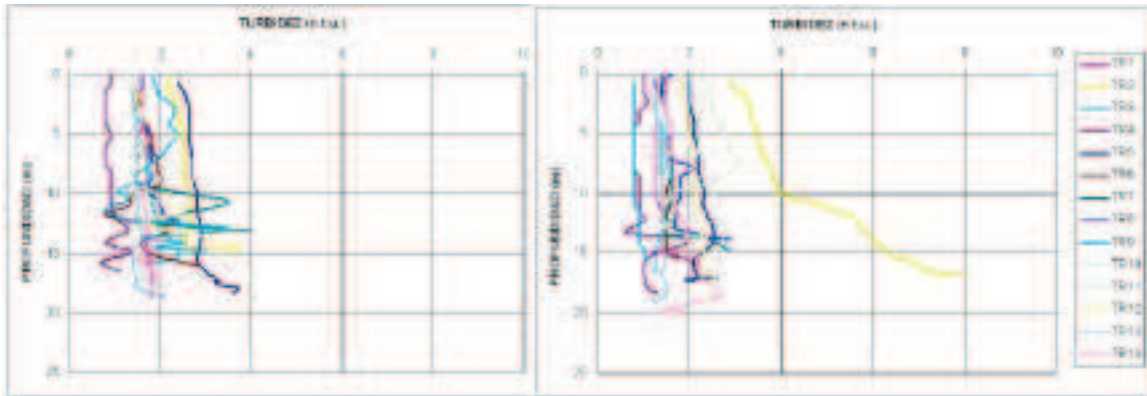 TURBIDEZ (n.t.u.)
0 2 4 6 8 10
0
5
10
15
20
25
PROFUNDIDAD (m)
TURBIDEZ (n.t.u.)
0 2 4 6 8 10
0
5
10
15
20
25
PROFUNDIDAD (m)
TR1
TR2
TR3
TR4
TR5
TR6
TR7
TR8
TR9
TR10
TR11
TR12
TR13
TR14